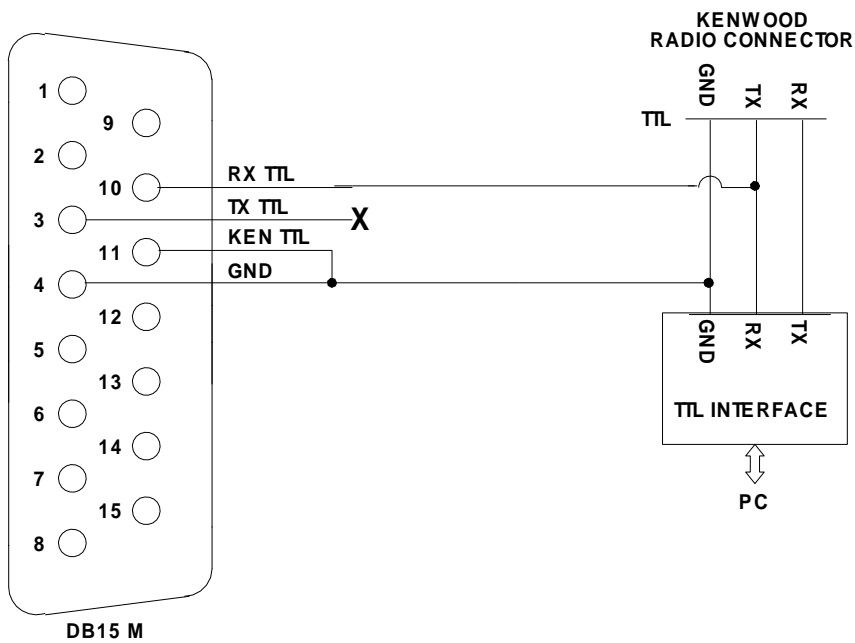 KENWOOD
RADIO CONNECTOR
GND TX RX
TTL
1
9
2
10 RX TTL
3 TX TTL X
11 KEN TTL
4 GND
12
5
13
6
14
7
15
8
GND RX TX
TTL INTERFACE
PC
DB15 M